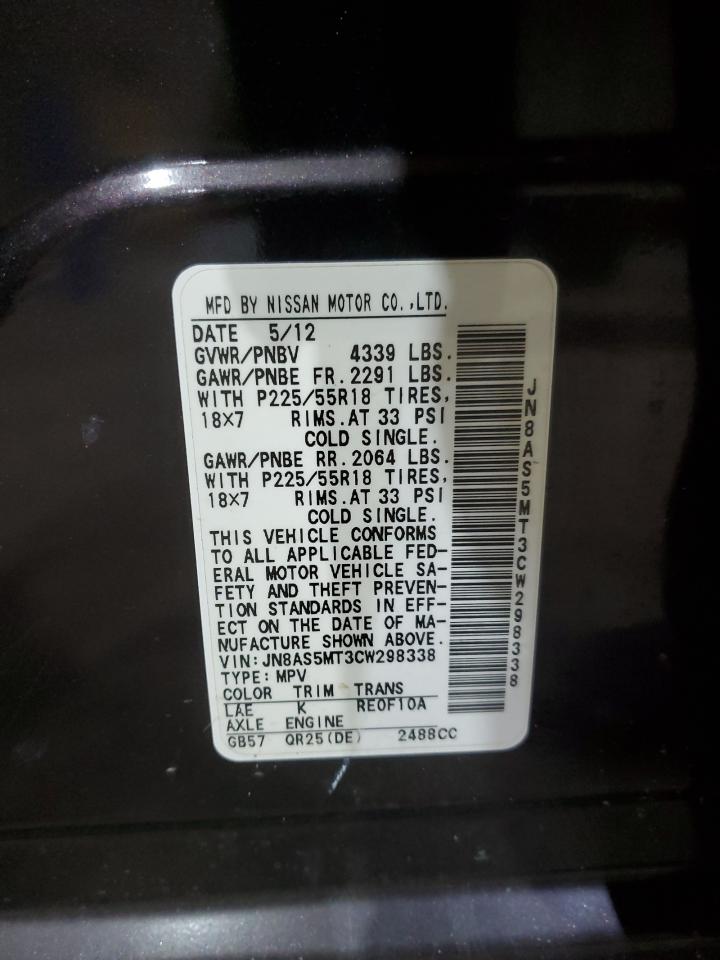 MFD BY NISSAN MOTOR CO.,LTD.
DATE 5/12
GVWR/PNBV 4339 LBS.
GAWR/PNBE FR.2291 LBS.
WITH P225/55R18 TIRES,
18X7 RIMS.AT 33 PSI
COLD SINGLE.
GAWR/PNBE RR.2064 LBS.
WITH P225/55R18 TIRES,
18X7 RIMS.AT 33 PSI
COLD SINGLE.
THIS VEHICLE CONFORMS
TO ALL APPLICABLE FED-
ERAL MOTOR VEHICLE SA-
FETY AND THEFT PREVEN-
TION STANDARDS IN EFF-
ECT ON THE DATE OF MA-
NUFACTURE SHOWN ABOVE.
VIN:JN8AS5MT3CW298338
TYPE:MPV
COLOR TRIM TRANS
LAE K RE0F10A
AXLE ENGINE
GB57 QR25(DE) 2488CC
JN8AS5MT3CW298338